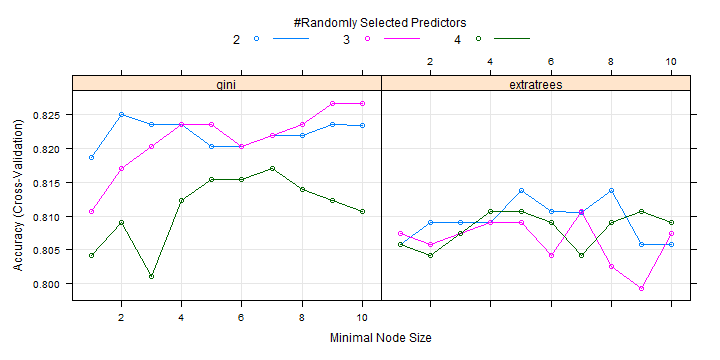 #Randomly Selected Predictors
2 3 4
2 4 6 8 10
gini extratrees
0.825
0.820
0.815
0.810
0.805
0.800
Accuracy (Cross-Validation)
2 4 6 8 10
Minimal Node Size